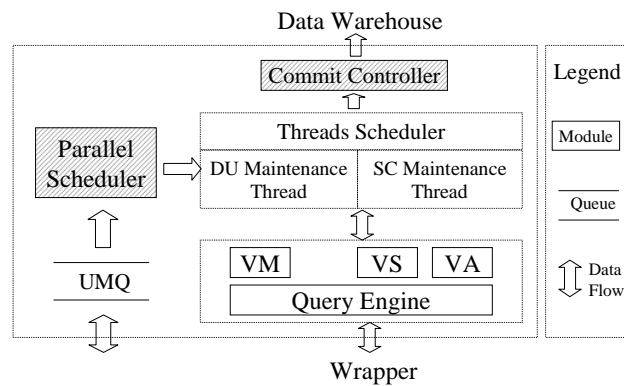 Data Warehouse
Commit Controller
Legend
Threads Scheduler
Module
Parallel
Scheduler
DU Maintenance
Thread
SC Maintenance
Thread
Queue
VM
VS
VA
UMQ
Query Engine
Data
Flow
Wrapper